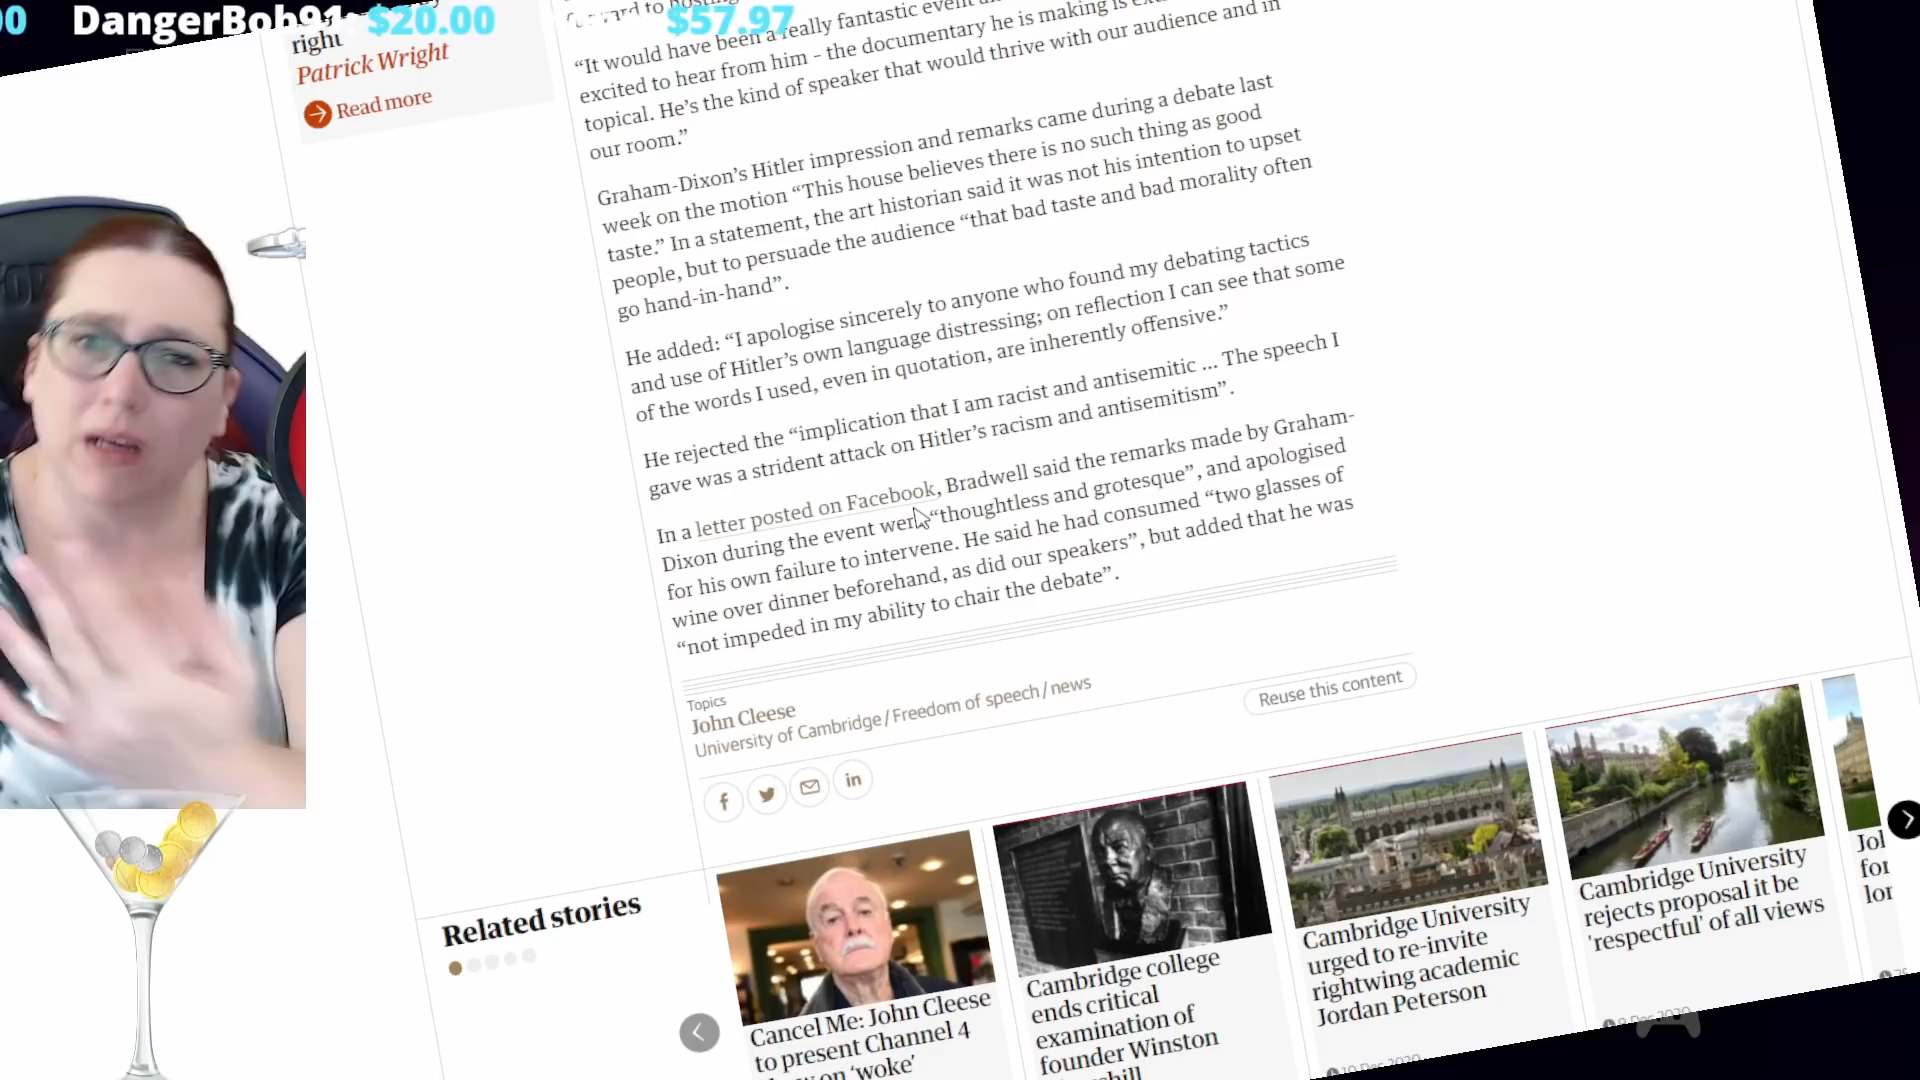 DangerBob91: $20.00
$57.97
right
Patrick Wright
Read more
“It would have been a really fantastic event
excited to hear from him – the documentary he is making is
topical. He’s the kind of speaker that would thrive with our audience and in
our room.”
Graham-Dixon’s Hitler impression and remarks came during a debate last
week on the motion “This house believes there is no such thing as good
taste.” In a statement, the art historian said it was not his intention to upset
people, but to persuade the audience “that bad taste and bad morality often
go hand-in-hand”.
He added: “I apologise sincerely to anyone who found my debating tactics
and use of Hitler’s own language distressing; on reflection I can see that some
of the words I used, even in quotation, are inherently offensive.”
He rejected the “implication that I am racist and antisemitic ... The speech I
gave was a strident attack on Hitler’s racism and antisemitism”.
In a letter posted on Facebook, Bradwell said the remarks made by Graham-
Dixon during the event were “thoughtless and grotesque”, and apologised
for his own failure to intervene. He said he had consumed “two glasses of
wine over dinner beforehand, as did our speakers”, but added that he was
“not impeded in my ability to chair the debate”.
Topics
John Cleese
University of Cambridge / Freedom of speech / news
Reuse this content
Related stories
Cancel Me: John Cleese
to present Channel 4
on ‘woke’
Cambridge college
ends critical
examination of
founder Winston
Cambridge University
urged to re-invite
rightwing academic
Jordan Peterson
Cambridge University
rejects proposal it be
'respectful' of all views
for